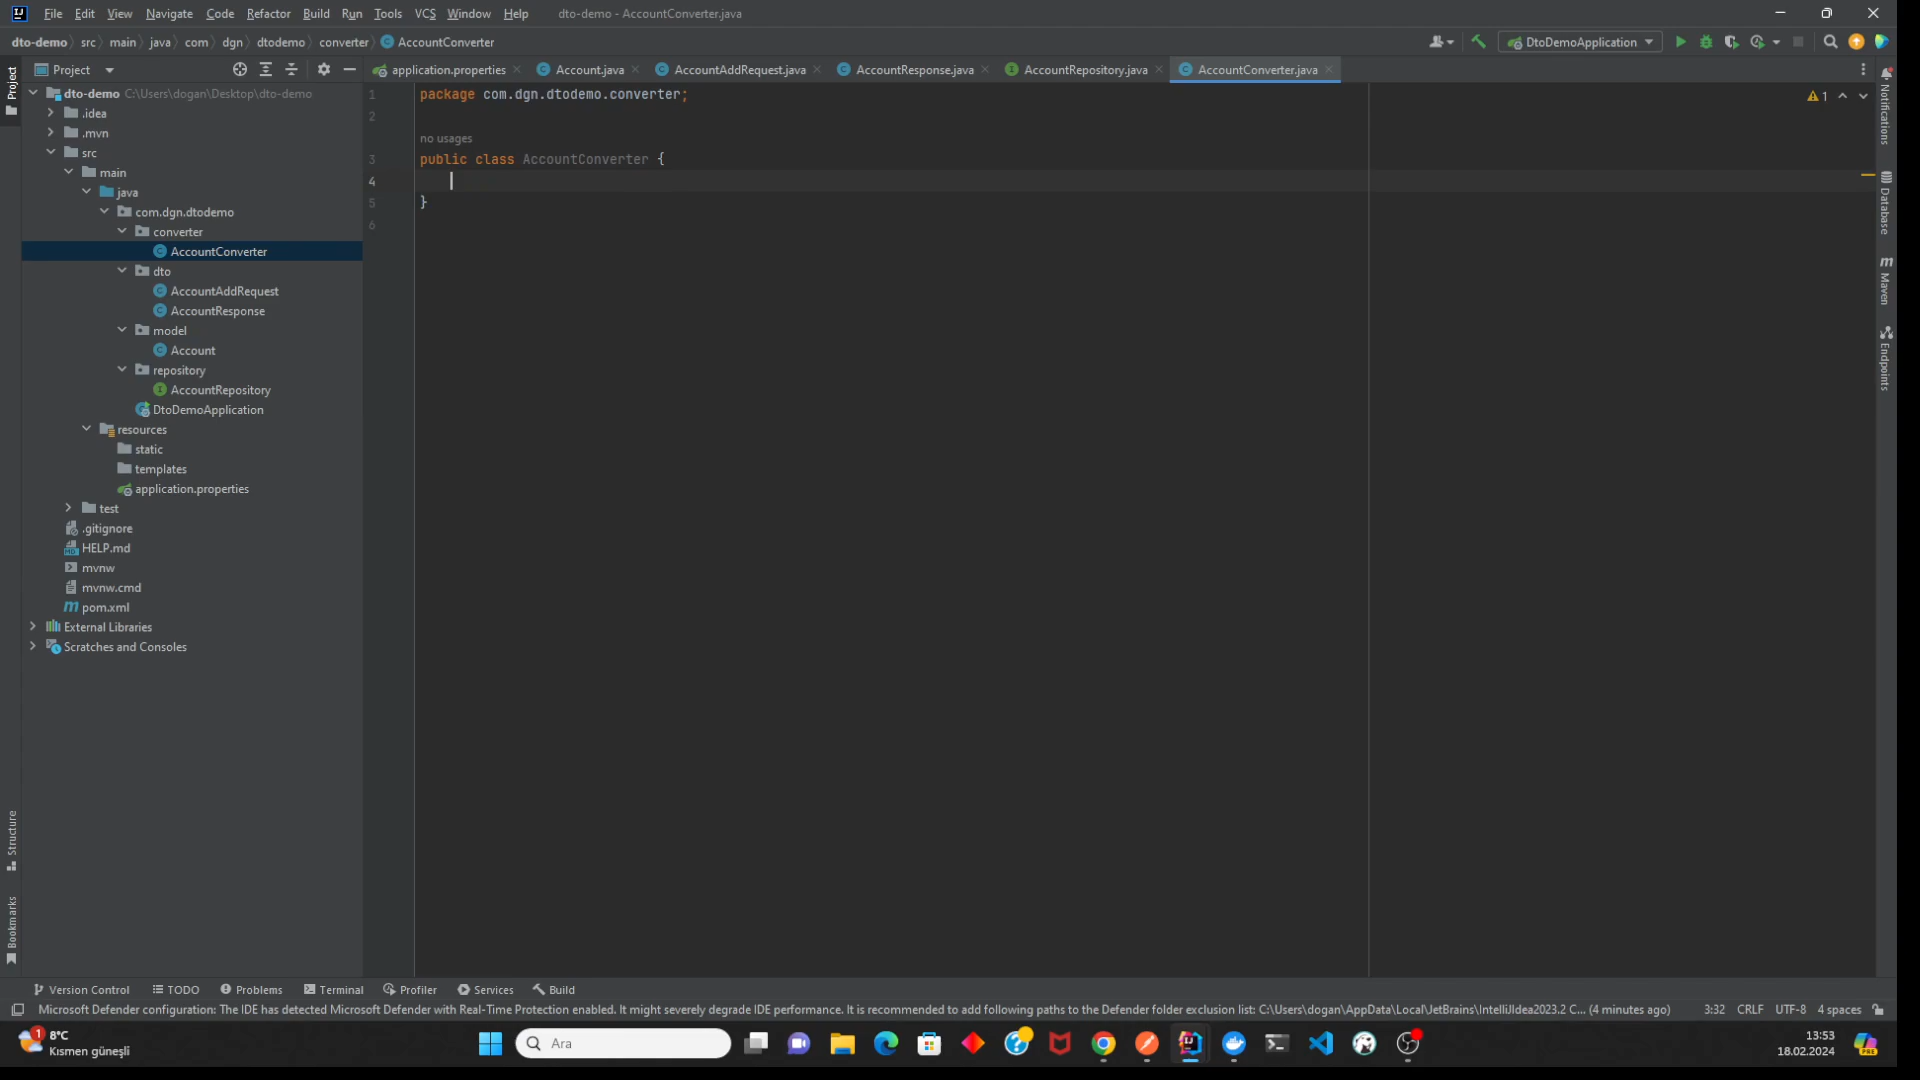 File Edit View Navigate Code Refactor Build Run Tools VCS Window Help dto-demo - AccountConverter.java
dto-demo src main java com dgn dtodemo converter AccountConverter
DtoDemoApplication
Project
application.properties Account.java AccountAddRequest.java AccountResponse.java AccountRepository.java AccountConverter.java
Project
dto-demo C:\Users\dogan\Desktop\dto-demo
.idea
.mvn
src
main
java
com.dgn.dtodemo
converter
AccountConverter
dto
AccountAddRequest
AccountResponse
model
Account
repository
AccountRepository
DtoDemoApplication
resources
static
templates
application.properties
test
.gitignore
HELP.md
mvnw
mvnw.cmd
pom.xml
External Libraries
Scratches and Consoles
Structure
Bookmarks
1 package com.dgn.dtodemo.converter;
2
no usages
3 public class AccountConverter {
4
5 }
6
1
Notifications
Database
Maven
Endpoints
Version Control TODO Problems Terminal Profiler Services Build
Microsoft Defender configuration: The IDE has detected Microsoft Defender with Real-Time Protection enabled. It might severely degrade IDE performance. It is recommended to add following paths to the Defender folder exclusion list: C:\Users\dogan\AppData\Local\JetBrains\IntelliJIdea2023.2 C... (4 minutes ago) 3:32 CRLF UTF-8 4 spaces
1
8°C
Kısmen güneşli
Ara
13:53
18.02.2024
PRE